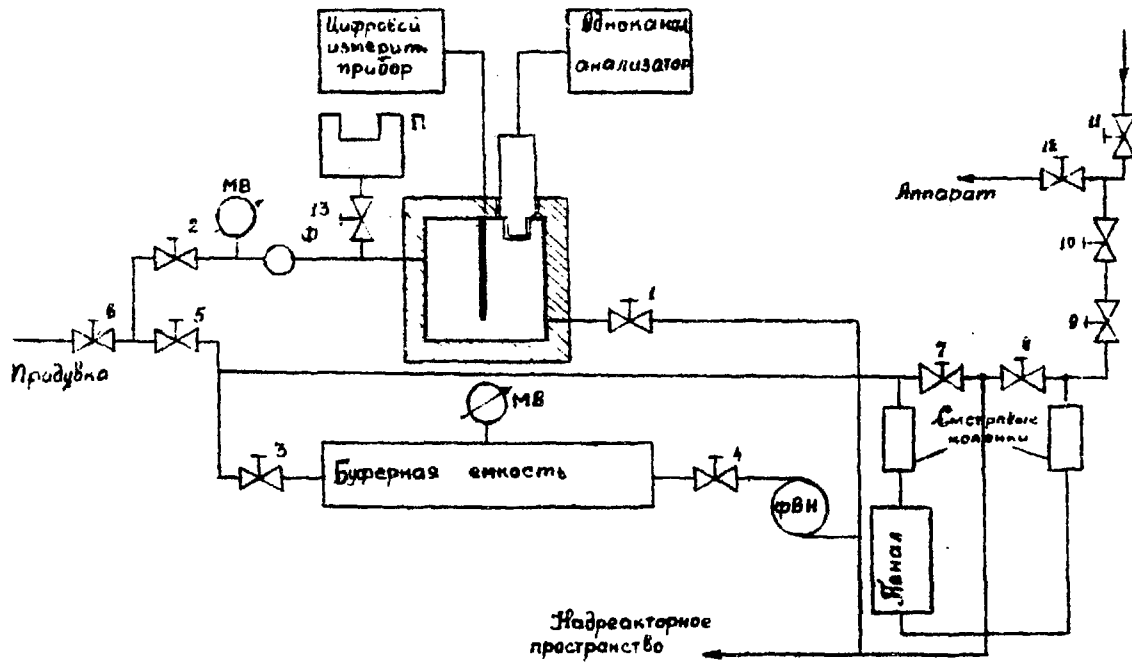 Цифровой
измерит.
прибор
Одноканал.
анализатор
П
11
12
Аппарат
МВ
13
2
Ф
10
1
6
5
9
Продувка
7
8
МВ
Смотровые
колонки
3
4
Буферная емкость
ФВН
Пенал
Надреакторное
пространство